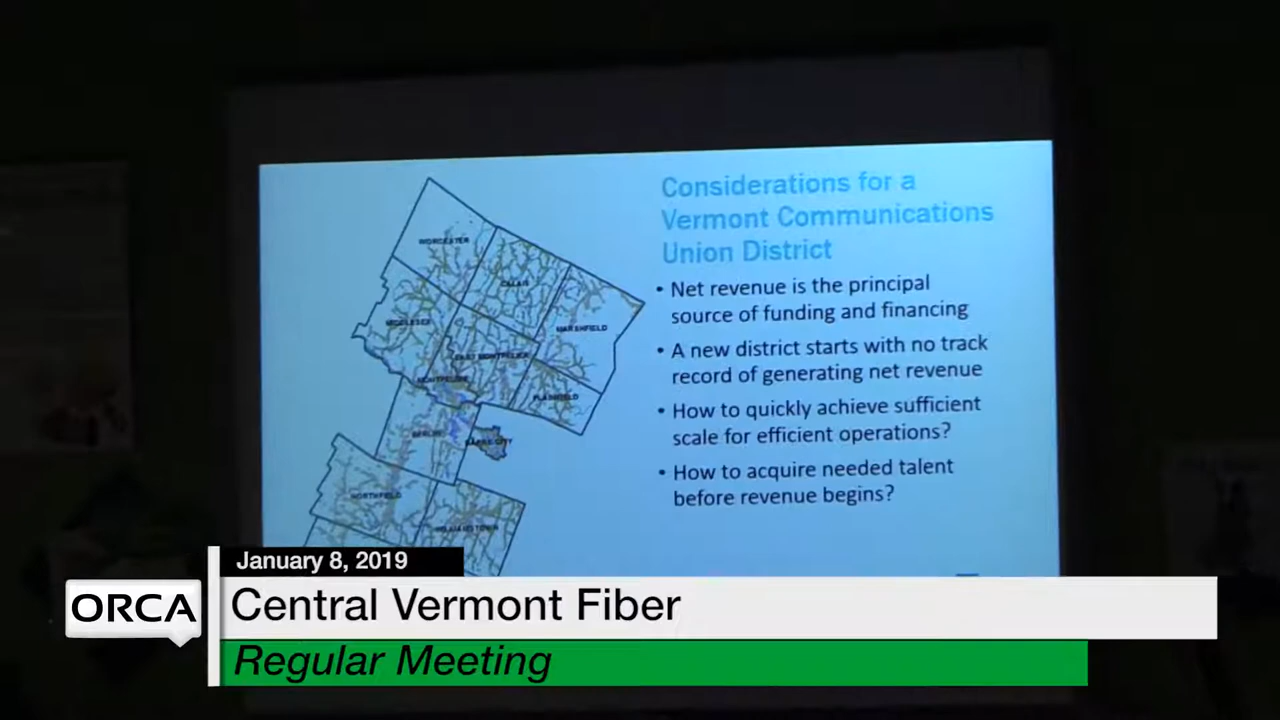 Considerations for a
Vermont Communications
Union District
• Net revenue is the principal
source of funding and financing
• A new district starts with no track
record of generating net revenue
• How to quickly achieve sufficient
scale for efficient operations?
• How to acquire needed talent
before revenue begins?
WORCESTER
CALAIS
MARSHFIELD
MIDDLESEX
EAST MONTPELIER
MONTPELIER
PLAINFIELD
BERLIN
BARRE CITY
NORTHFIELD
WILLIAMSTOWN
January 8, 2019
ORCA
Central Vermont Fiber
Regular Meeting